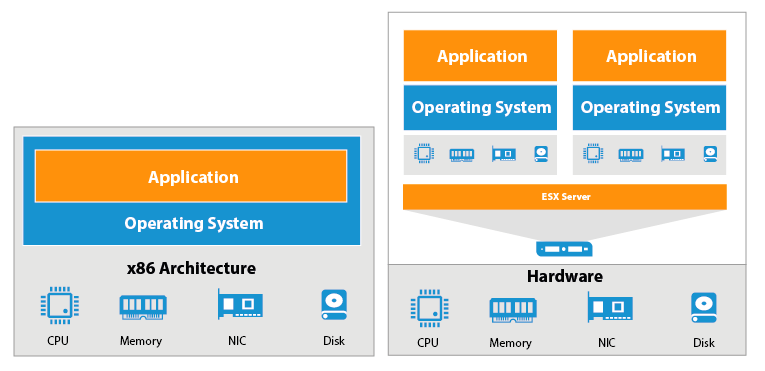 Application
Operating System
x86 Architecture
CPU
Memory
NIC
Disk
Application
Application
Operating System
Operating System
ESX Server
Hardware
CPU
Memory
NIC
Disk